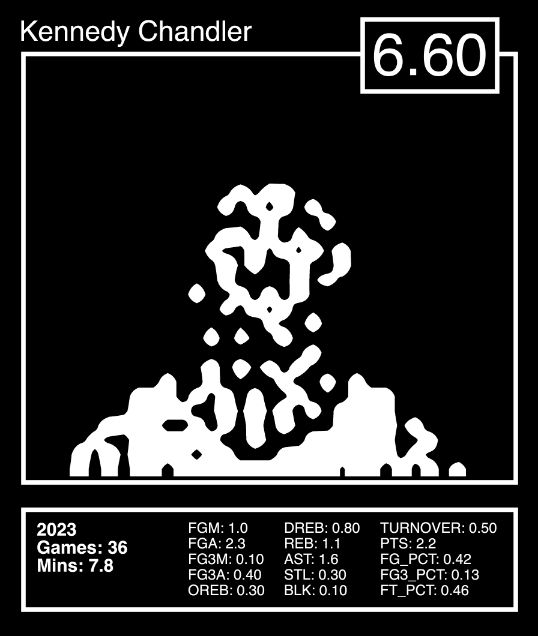 Kennedy Chandler
6.60
2023
Games: 36
Mins: 7.8
FGM: 1.0
FGA: 2.3
FG3M: 0.10
FG3A: 0.40
OREB: 0.30
DREB: 0.80
REB: 1.1
AST: 1.6
STL: 0.30
BLK: 0.10
TURNOVER: 0.50
PTS: 2.2
FG_PCT: 0.42
FG3_PCT: 0.13
FT_PCT: 0.46